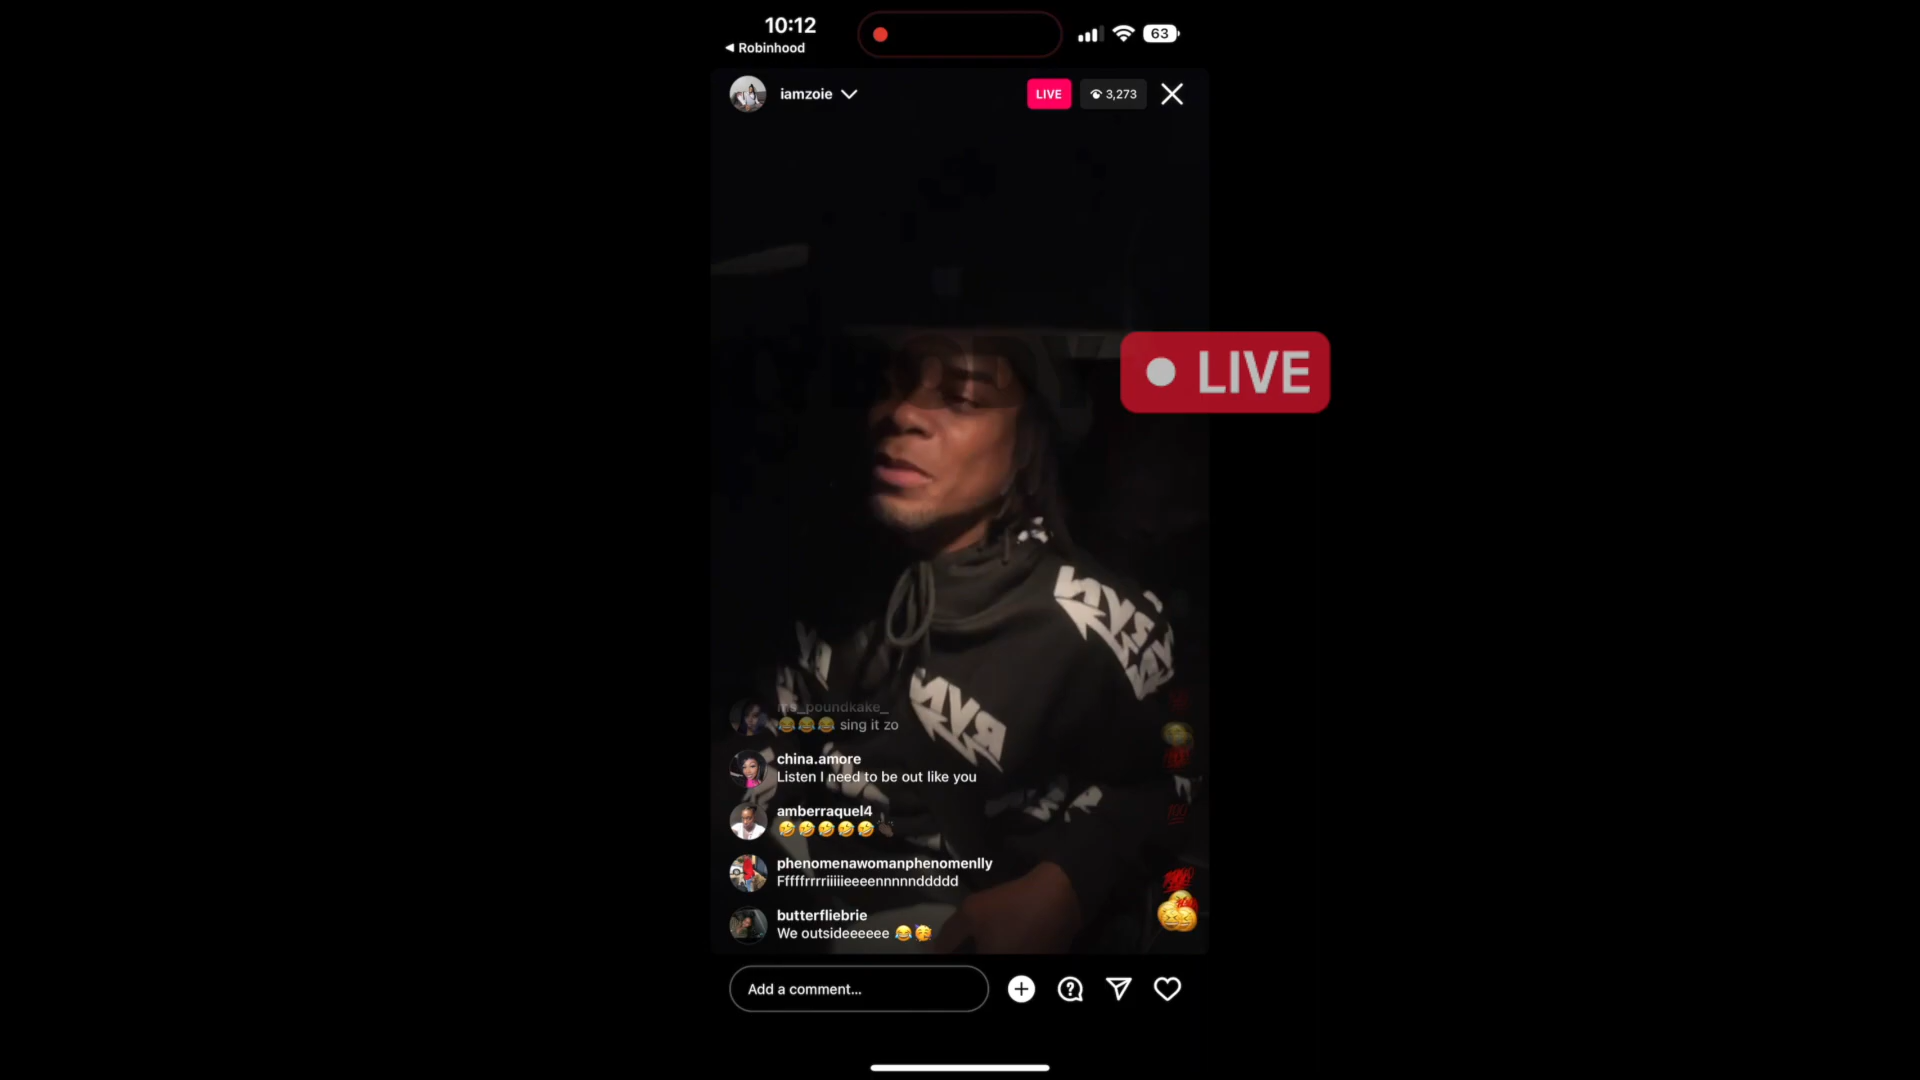 10:12
◀ Robinhood
63
iamzoie
LIVE
3,273
LIVE
ms_poundkake_
😂😂😂 sing it zo
china.amore
Listen I need to be out like you
amberraquel4
🤣🤣🤣🤣🤣
phenomenawomanphenomenlly
Fffffrrrriiiiieeeennnnnddddd
butterfliebrie
We outsideeeeee 😂🥳
Add a comment...